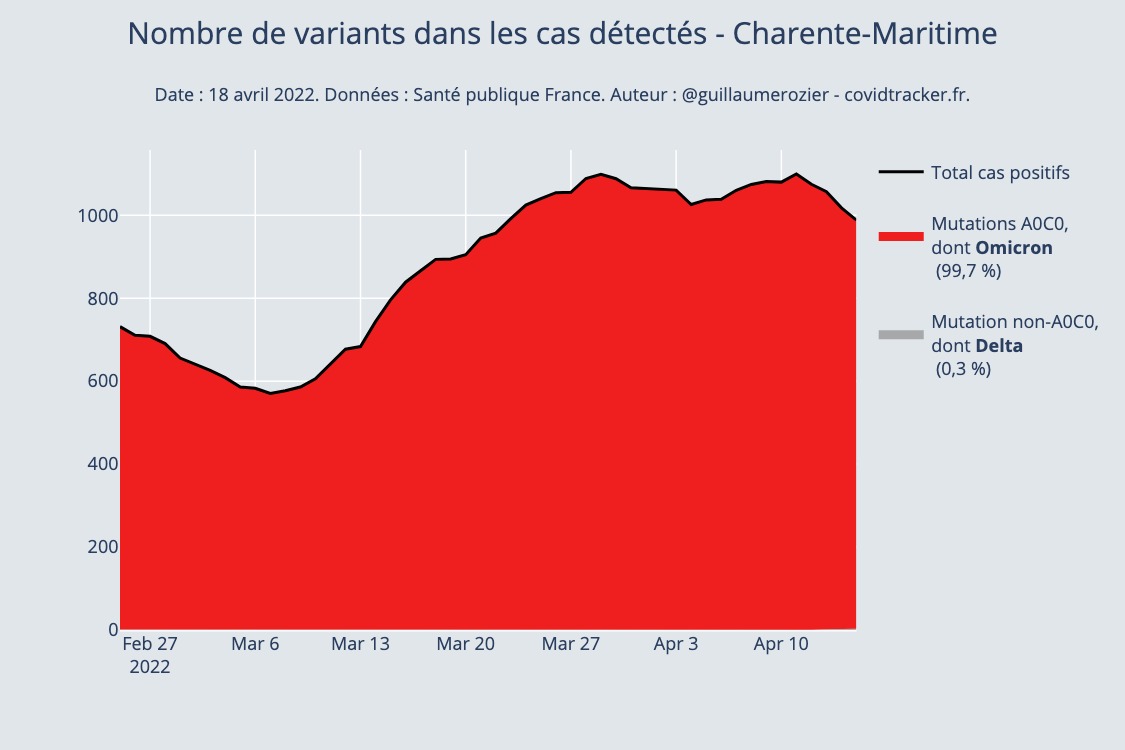 Nombre de variants dans les cas détectés - Charente-Maritime
Date : 18 avril 2022. Données : Santé publique France. Auteur : @guillaumerozier - covidtracker.fr.
Total cas positifs
Mutations A0C0,
dont Omicron
(99,7 %)
Mutation non-A0C0,
dont Delta
(0,3 %)
1000
800
600
400
200
0
Feb 27
2022
Mar 6
Mar 13
Mar 20
Mar 27
Apr 3
Apr 10